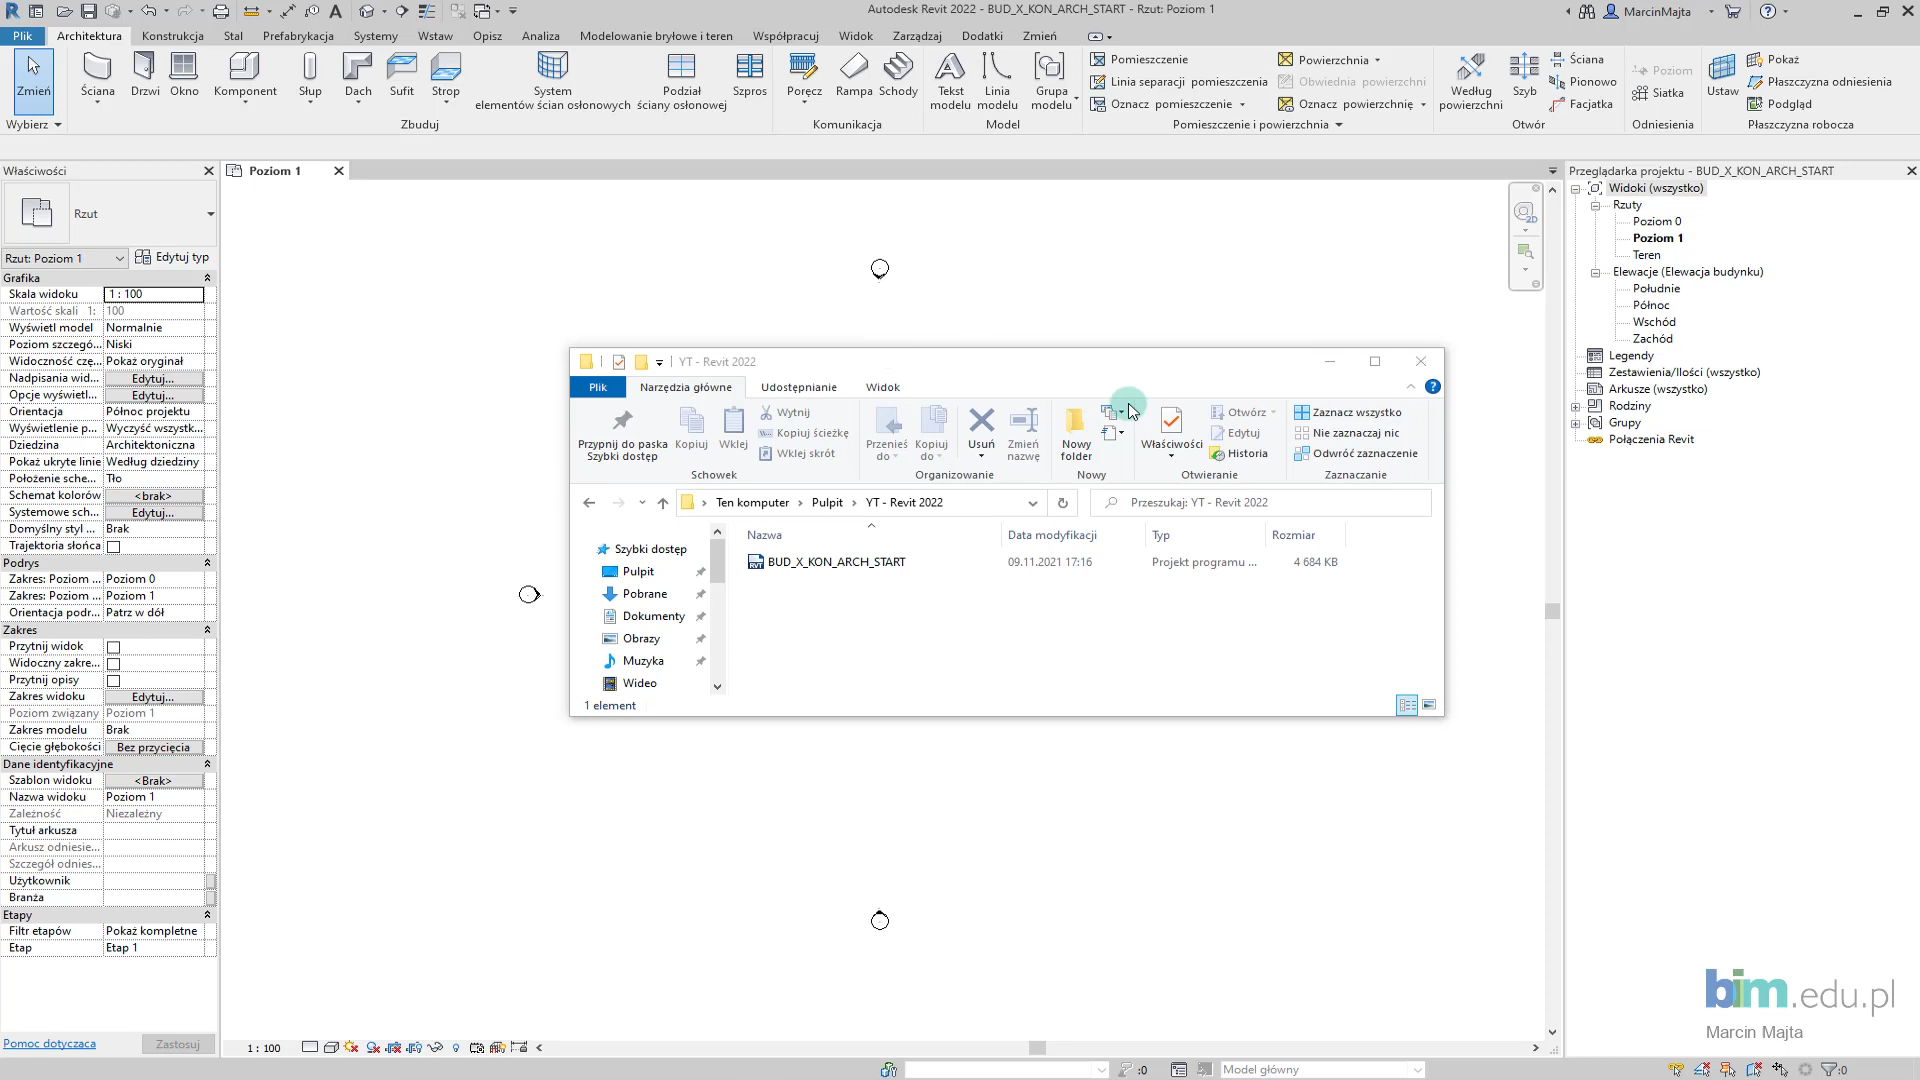 Autodesk Revit 2022 - BUD_X_KON_ARCH_START - Rzut: Poziom 1
MarcinMajta
Plik Architektura Konstrukcja Stal Prefabrykacja Systemy Wstaw Opisz Analiza Modelowanie bryłowe i teren Współpracuj Widok Zarządzaj Dodatki Zmień
Zmień Ściana Drzwi Okno Komponent Słup Dach Sufit Strop
System elementów ścian osłonowych
Podział ściany osłonowej
Szpros
Poręcz Rampa Schody
Tekst modelu
Linia modelu
Grupa modelu
Pomieszczenie
Linia separacji pomieszczenia
Oznacz pomieszczenie
Powierzchnia
Obwiednia powierzchni
Oznacz powierzchnię
Według powierzchni
Szyb
Ściana
Pionowo
Facjatka
Poziom
Siatka
Ustaw
Pokaż
Płaszczyzna odniesienia
Podgląd
Wybierz Zbuduj Komunikacja Model Pomieszczenie i powierzchnia Otwór Odniesienia Płaszczyzna robocza
Właściwości
Rzut
Rzut: Poziom 1 Edytuj typ
Grafika
Skala widoku 1 : 100
Wartość skali 1: 100
Wyświetl model Normalnie
Poziom szczegó... Niski
Widoczność czę... Pokaż oryginał
Nadpisania wid... Edytuj...
Opcje wyświetl... Edytuj...
Orientacja Północ projektu
Wyświetlenie p... Wyczyść wszystk...
Dziedzina Architektoniczna
Pokaż ukryte linie Według dziedziny
Położenie sche... Tło
Schemat kolorów <brak>
Systemowe sch... Edytuj...
Domyślny styl ... Brak
Trajektoria słońca
Podrys
Zakres: Poziom ... Poziom 0
Zakres: Poziom ... Poziom 1
Orientacja podr... Patrz w dół
Zakres
Przytnij widok
Widoczny zakre...
Przytnij opisy
Zakres widoku Edytuj...
Poziom związany Poziom 1
Zakres modelu Brak
Cięcie głębokości Bez przycięcia
Dane identyfikacyjne
Szablon widoku <Brak>
Nazwa widoku Poziom 1
Zależność Niezależny
Tytuł arkusza
Arkusz odniesie...
Szczegół odnies...
Użytkownik
Branża
Etapy
Filtr etapów Pokaż kompletne
Etap Etap 1
Pomoc dotycząca Zastosuj
Poziom 1
2D
YT - Revit 2022
Plik Narzędzia główne Udostępnianie Widok
Przypnij do paska Szybki dostęp
Kopiuj
Wklej
Wytnij
Kopiuj ścieżkę
Wklej skrót
Przenieś do
Kopiuj do
Usuń
Zmień nazwę
Nowy folder
Właściwości
Otwórz
Edytuj
Historia
Zaznacz wszystko
Nie zaznaczaj nic
Odwróć zaznaczenie
Schowek Organizowanie Nowy Otwieranie Zaznaczanie
Ten komputer Pulpit YT - Revit 2022
Przeszukaj: YT - Revit 2022
Nazwa Data modyfikacji Typ Rozmiar
RVT BUD_X_KON_ARCH_START 09.11.2021 17:16 Projekt programu ... 4 684 KB
Szybki dostęp
Pulpit
Pobrane
Dokumenty
Obrazy
Muzyka
Wideo
1 element
Przeglądarka projektu - BUD_X_KON_ARCH_START
Widoki (wszystko)
Rzuty
Poziom 0
Poziom 1
Teren
Elewacje (Elewacja budynku)
Południe
Północ
Wschód
Zachód
Legendy
Zestawienia/Ilości (wszystko)
Arkusze (wszystko)
Rodziny
Grupy
Połączenia Revit
bim.edu.pl
Marcin Majta
1 : 100
:0 Model główny :0